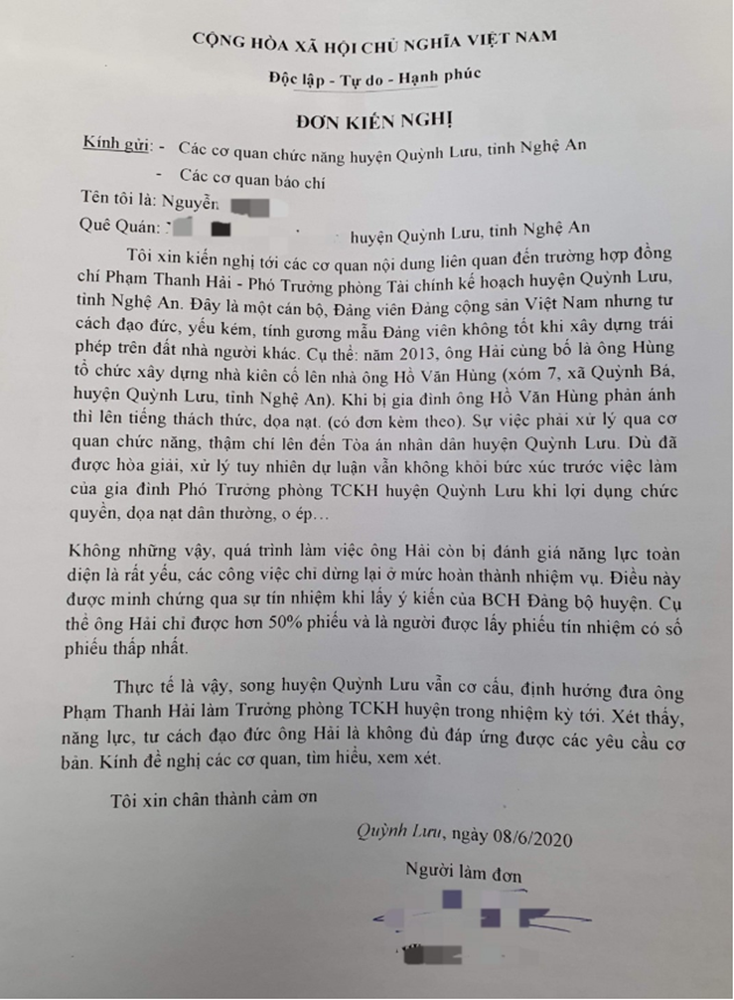 CỘNG HÒA XÃ HỘI CHỦ NGHĨA VIỆT NAM
Độc lập - Tự do - Hạnh phúc
ĐƠN KIẾN NGHỊ
Kính gửi: - Các cơ quan chức năng huyện Quỳnh Lưu, tỉnh Nghệ An
- Các cơ quan báo chí
Tên tôi là: Nguyễn
Quê Quán: huyện Quỳnh Lưu, tỉnh Nghệ An
Tôi xin kiến nghị tới các cơ quan nội dung liên quan đến trường hợp đồng
chí Phạm Thanh Hải - Phó Trưởng phòng Tài chính kế hoạch huyện Quỳnh Lưu,
tỉnh Nghệ An. Đây là một cán bộ, Đảng viên Đảng cộng sản Việt Nam nhưng tư
cách đạo đức, yếu kém, tính gương mẫu Đảng viên không tốt khi xây dựng trái
phép trên đất nhà người khác. Cụ thể: năm 2013, ông Hải cùng bố là ông Hùng
tổ chức xây dựng nhà kiên cố lên nhà ông Hồ Văn Hùng (xóm 7, xã Quỳnh Bá,
huyện Quỳnh Lưu, tỉnh Nghệ An). Khi bị gia đình ông Hồ Văn Hùng phản ánh
thì lên tiếng thách thức, dọa nạt. (có đơn kèm theo). Sự việc phải xử lý qua cơ
quan chức năng, thậm chí lên đến Tòa án nhân dân huyện Quỳnh Lưu. Dù đã
được hòa giải, xử lý tuy nhiên dư luận vẫn không khỏi bức xúc trước việc làm
của gia đình Phó Trưởng phòng TCKH huyện Quỳnh Lưu khi lợi dụng chức
quyền, dọa nạt dân thường, o ép…
Không những vậy, quá trình làm việc ông Hải còn bị đánh giá năng lực toàn
diện là rất yếu, các công việc chỉ dừng lại ở mức hoàn thành nhiệm vụ. Điều này
được minh chứng qua sự tín nhiệm khi lấy ý kiến của BCH Đảng bộ huyện. Cụ
thể ông Hải chỉ được hơn 50% phiếu và là người được lấy phiếu tín nhiệm có số
phiếu thấp nhất.
Thực tế là vậy, song huyện Quỳnh Lưu vẫn cơ cấu, định hướng đưa ông
Phạm Thanh Hải làm Trưởng phòng TCKH huyện trong nhiệm kỳ tới. Xét thấy,
năng lực, tư cách đạo đức ông Hải là không đủ đáp ứng được các yêu cầu cơ
bản. Kính đề nghị các cơ quan, tìm hiểu, xem xét.
Tôi xin chân thành cảm ơn
Quỳnh Lưu, ngày 08/6/2020
Người làm đơn